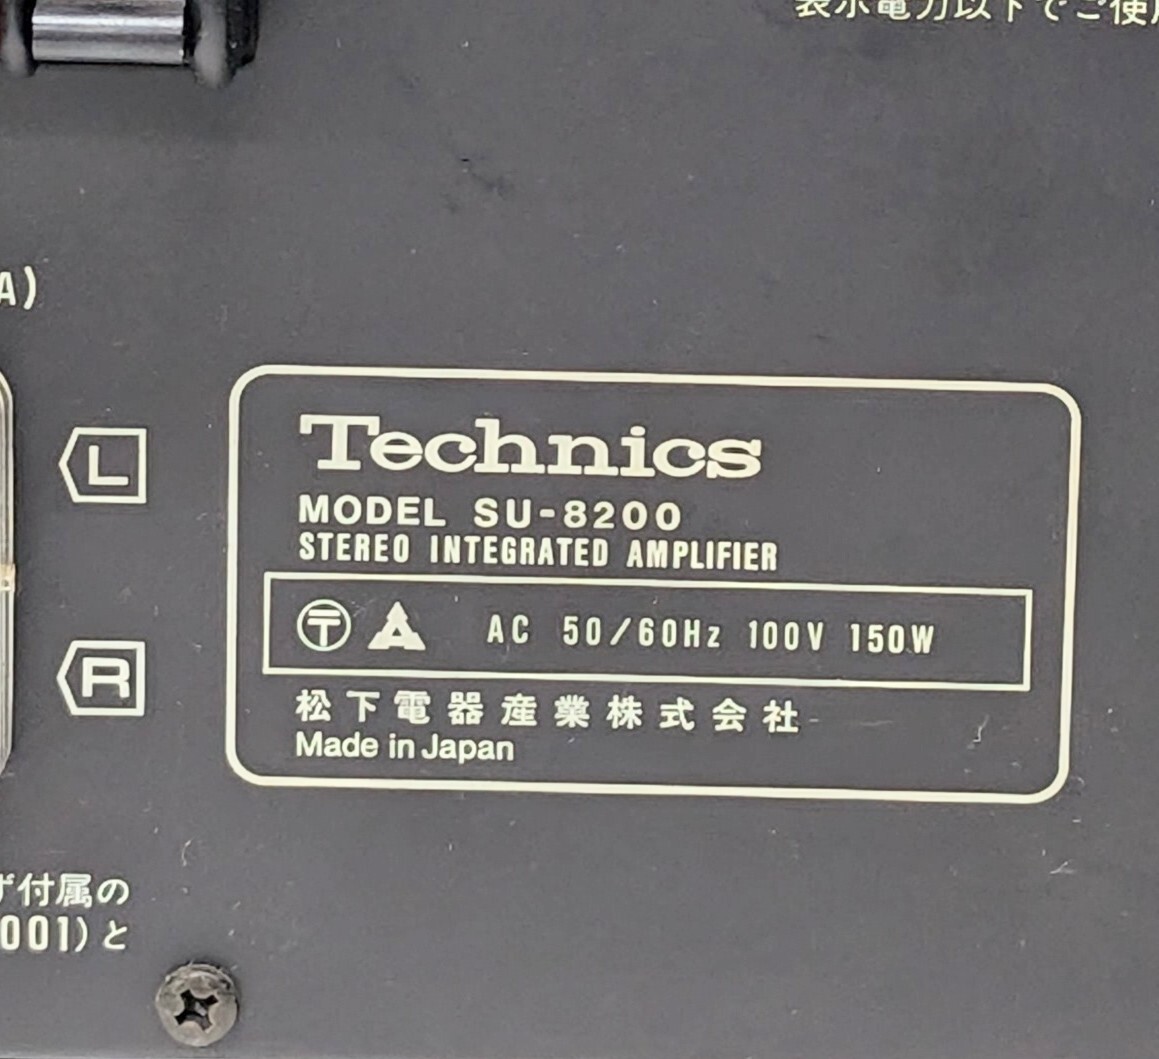 表示電力以下でご使
A)
L
Technics
MODEL SU-8200
STEREO INTEGRATED AMPLIFIER
〒 A AC 50/60Hz 100V 150W
R
松下電器産業株式会社
Made in Japan
付属の
001)と